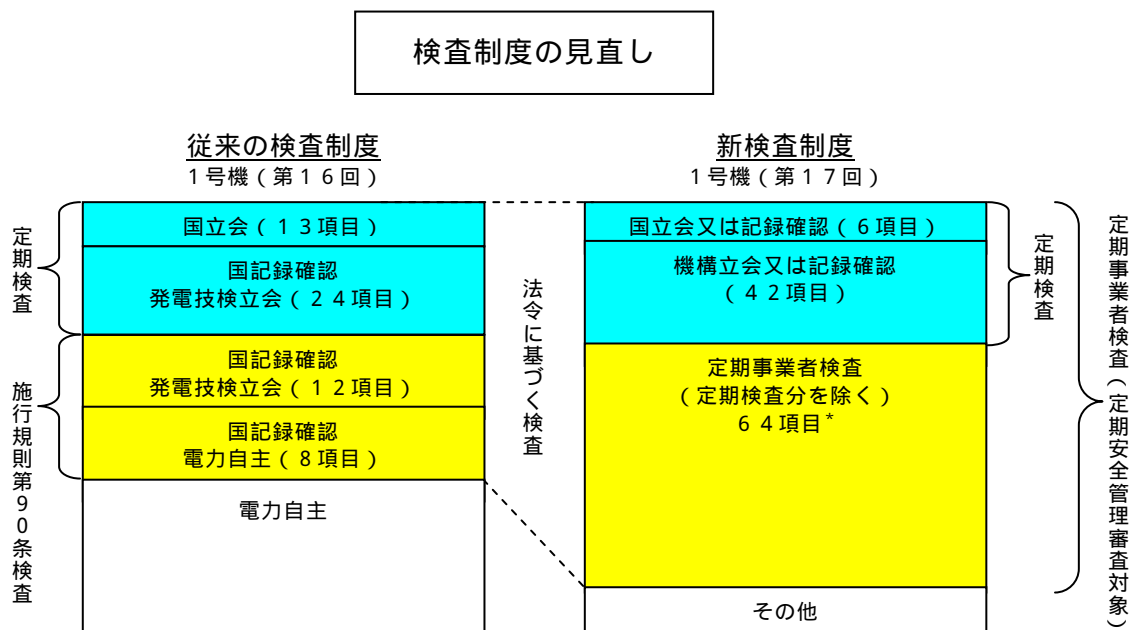 検査制度の見直し
従来の検査制度
1号機(第16回)
定期検査
国立会(13項目)
国記録確認
発電技検立会(24項目)
施行規則第90条検査
国記録確認
発電技検立会(12項目)
国記録確認
電力自主(8項目)
電力自主
法令に基づく検査
新検査制度
1号機(第17回)
国立会又は記録確認(6項目)
機構立会又は記録確認
(42項目)
定期事業者検査
(定期検査分を除く)
64項目*
その他
定期検査
定期事業者検査(定期安全管理審査対象)